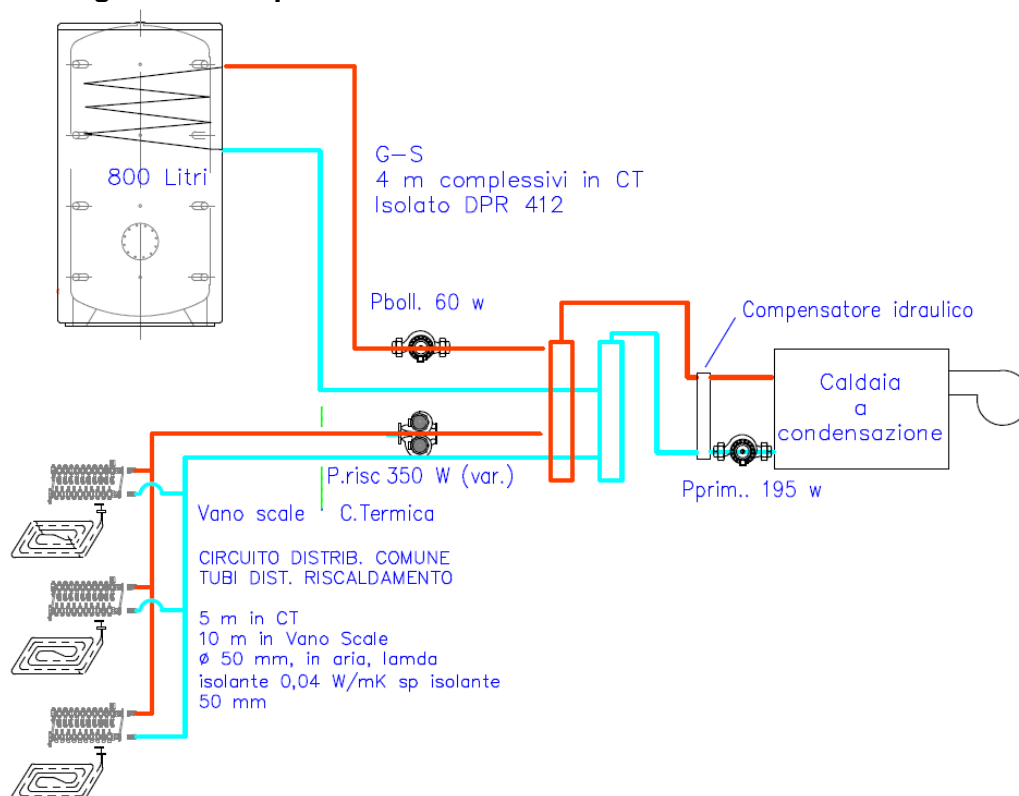 800 Litri
G-S
4 m complessivi in CT
Isolato DPR 412
Pboll. 60 w
Compensatore idraulico
Caldaia
a
condensazione
P.risc 350 W (var.)
Pprim.. 195 w
Vano scale
C.Termica
CIRCUITO DISTRIB. COMUNE
TUBI DIST. RISCALDAMENTO
5 m in CT
10 m in Vano Scale
ø 50 mm, in aria, lamda
isolante 0,04 W/mK sp isolante
50 mm